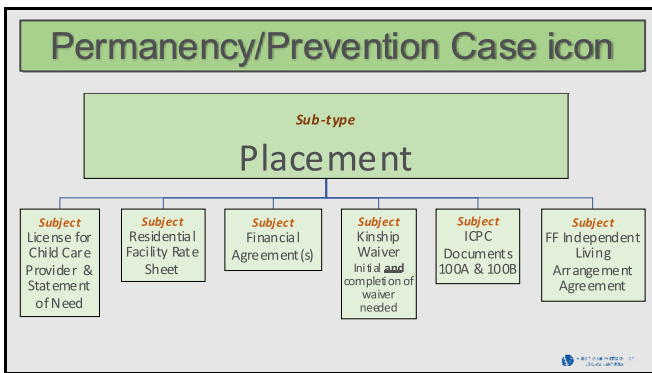 Permanency/Prevention Case icon
Sub-type
Placement
Subject
License for
Child Care
Provider &
Statement
of Need
Subject
Residential
Facility Rate
Sheet
Subject
Financial
Agreement(s)
Subject
Kinship
Waiver
Initial and
completion of
waiver
needed
Subject
ICPC
Documents
100A & 100B
Subject
FF Independent
Living
Arrangement
Agreement